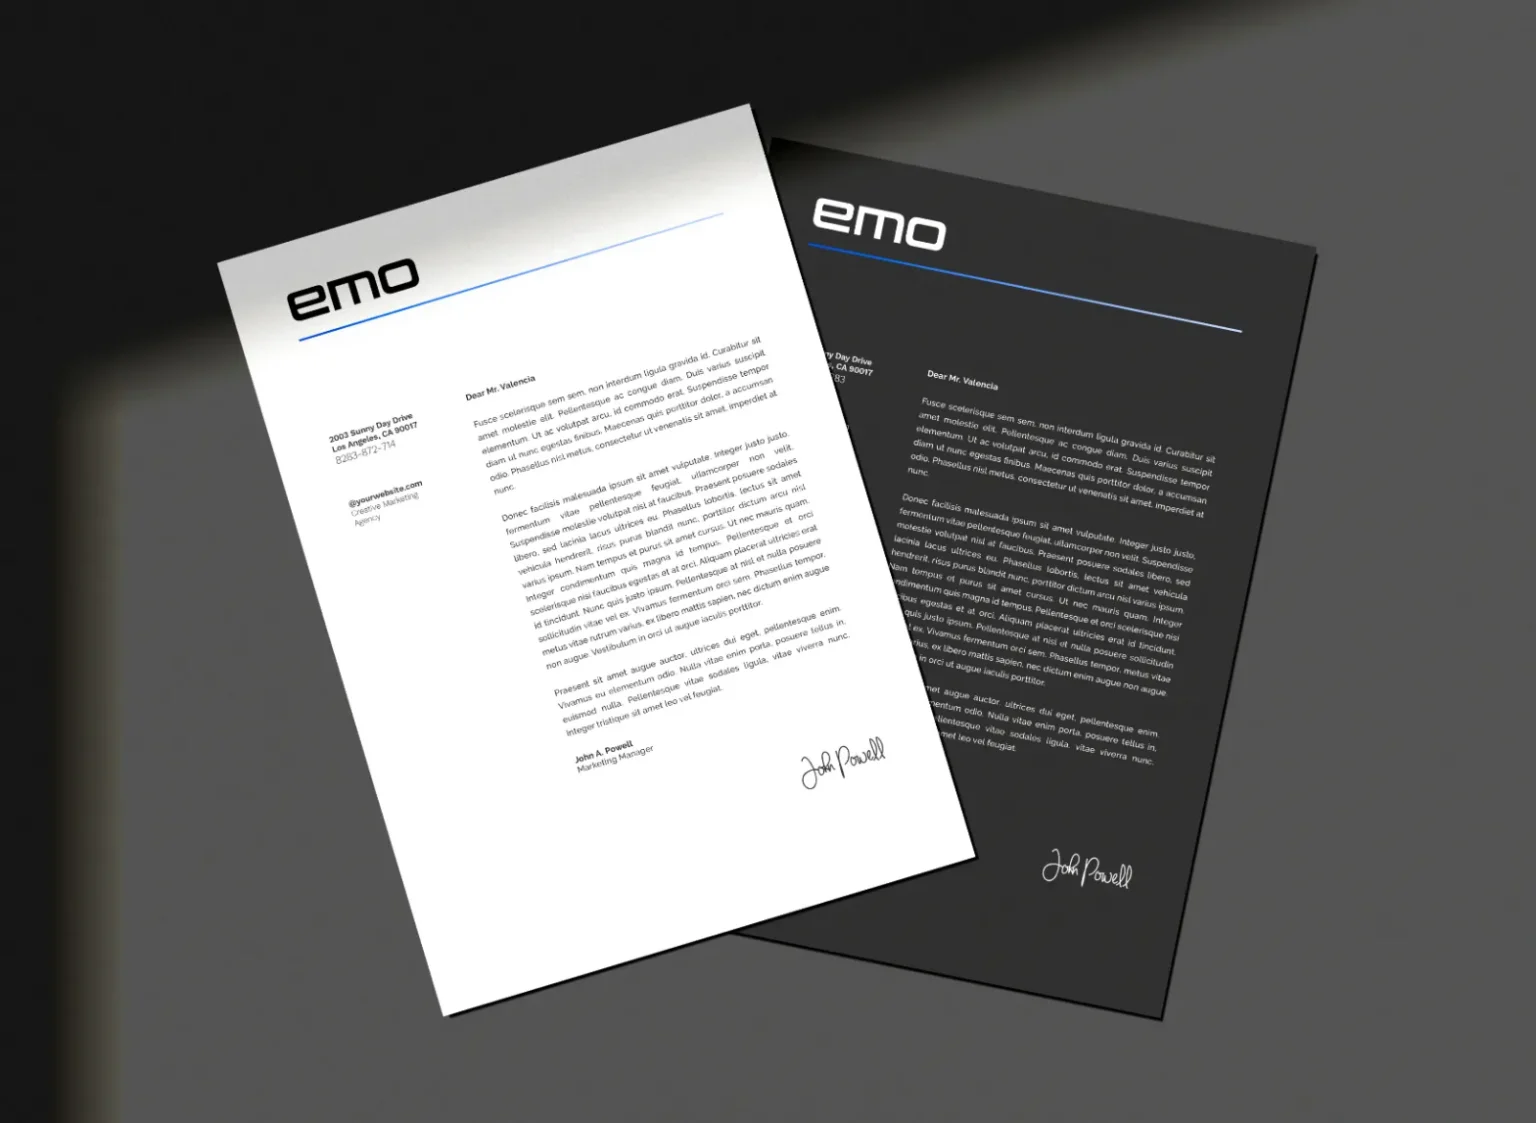 emo
2003 Sunny Day Drive
Los Angeles, CA 90017
8283-872-714
@yourwebsite.com
Creative Marketing
Agency
Dear Mr. Valencia
Fusce scelerisque sem sem, non interdum ligula gravida id. Curabitur sit
amet molestie elit. Pellentesque ac congue diam. Duis varius suscipit
elementum. Ut ac volutpat arcu, id commodo erat. Suspendisse tempor
diam ut nunc egestas finibus. Maecenas quis porttitor dolor, a accumsan
odio. Phasellus nisl metus, consectetur ut venenatis sit amet, imperdiet at
nunc.
Donec facilisis malesuada ipsum sit amet vulputate. Integer justo justo,
fermentum vitae pellentesque feugiat, ullamcorper non velit.
Suspendisse molestie volutpat nisl at faucibus. Praesent posuere sodales
libero, sed lacinia lacus ultrices eu. Phasellus lobortis, lectus sit amet
vehicula hendrerit, risus purus blandit nunc, porttitor dictum arcu nisl
varius ipsum. Nam tempus et purus sit amet cursus. Ut nec mauris quam.
Integer condimentum quis magna id tempus. Pellentesque et orci
scelerisque nisi faucibus egestas et at orci. Aliquam placerat ultricies erat
id tincidunt. Nunc quis justo ipsum. Pellentesque at nisl et nulla posuere
sollicitudin vitae vel ex. Vivamus fermentum orci sem. Phasellus tempor,
metus vitae rutrum varius, ex libero mattis sapien, nec dictum enim augue
non augue. Vestibulum in orci ut augue iaculis porttitor.
Praesent sit amet augue auctor, ultrices dui eget, pellentesque enim.
Vivamus eu elementum odio. Nulla vitae enim porta, posuere tellus in,
euismod nulla. Pellentesque vitae sodales ligula, vitae viverra nunc.
Integer tristique sit amet leo vel feugiat.
John A. Powell
Marketing Manager
John Powell
emo
ny Day Drive
s, CA 90017
283
Dear Mr. Valencia
Fusce scelerisque sem sem, non interdum ligula gravida id. Curabitur sit
amet molestie elit. Pellentesque ac congue diam. Duis varius suscipit
elementum. Ut ac volutpat arcu, id commodo erat. Suspendisse tempor
diam ut nunc egestas finibus. Maecenas quis porttitor dolor, a accumsan
odio. Phasellus nisl metus, consectetur ut venenatis sit amet, imperdiet at
nunc.
Donec facilisis malesuada ipsum sit amet vulputate. Integer justo justo,
fermentum vitae pellentesque feugiat, ullamcorper non velit. Suspendisse
molestie volutpat nisl at faucibus. Praesent posuere sodales libero, sed
lacinia lacus ultrices eu. Phasellus lobortis, lectus sit amet vehicula
hendrerit, risus purus blandit nunc, porttitor dictum arcu nisl varius ipsum.
Nam tempus et purus sit amet cursus. Ut nec mauris quam. Integer
ndimentum quis magna id tempus. Pellentesque et orci scelerisque nisi
cibus egestas et at orci. Aliquam placerat ultricies erat id tincidunt.
quis justo ipsum. Pellentesque at nisl et nulla posuere sollicitudin
l ex. Vivamus fermentum orci sem. Phasellus tempor, metus vitae
rius, ex libero mattis sapien, nec dictum enim augue non augue.
in orci ut augue iaculis porttitor.
met augue auctor, ultrices dui eget, pellentesque enim.
mentum odio. Nulla vitae enim porta, posuere tellus in,
ellentesque vitae sodales ligula, vitae viverra nunc.
met leo vel feugiat.
John Powell